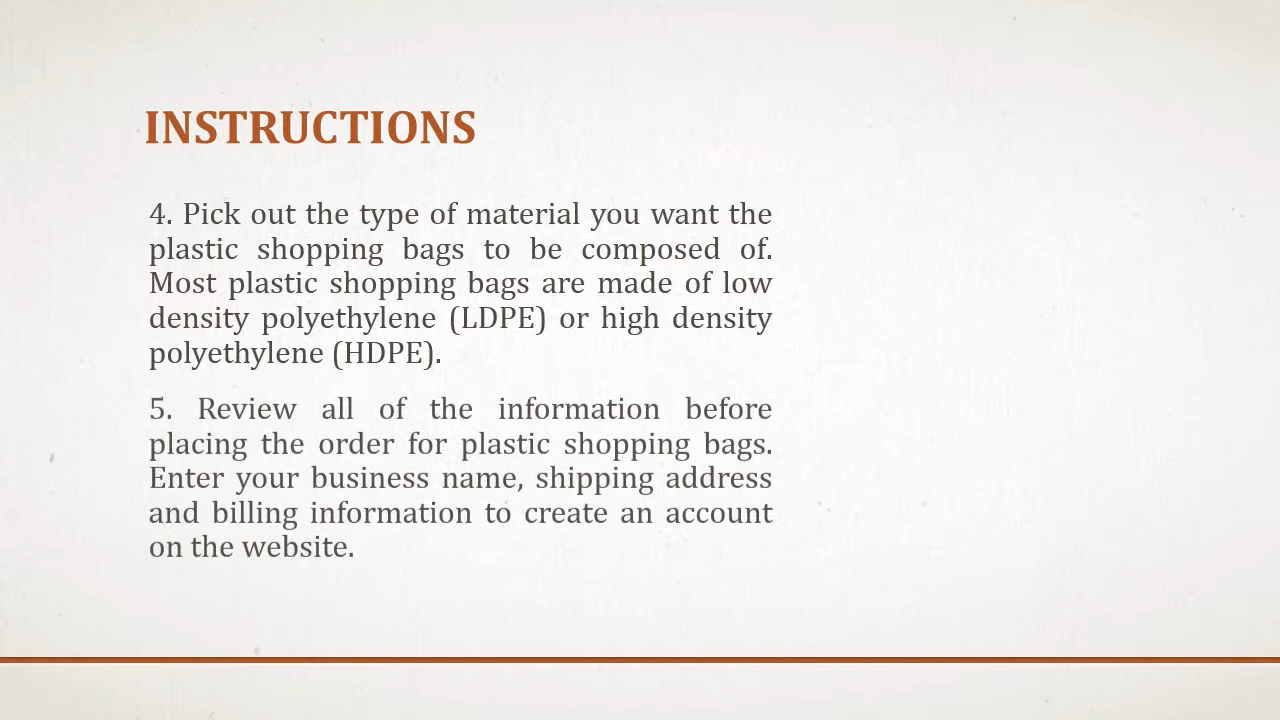 INSTRUCTIONS
4. Pick out the type of material you want the
plastic shopping bags to be composed of.
Most plastic shopping bags are made of low
density polyethylene (LDPE) or high density
polyethylene (HDPE).
5. Review all of the information before
placing the order for plastic shopping bags.
Enter your business name, shipping address
and billing information to create an account
on the website.